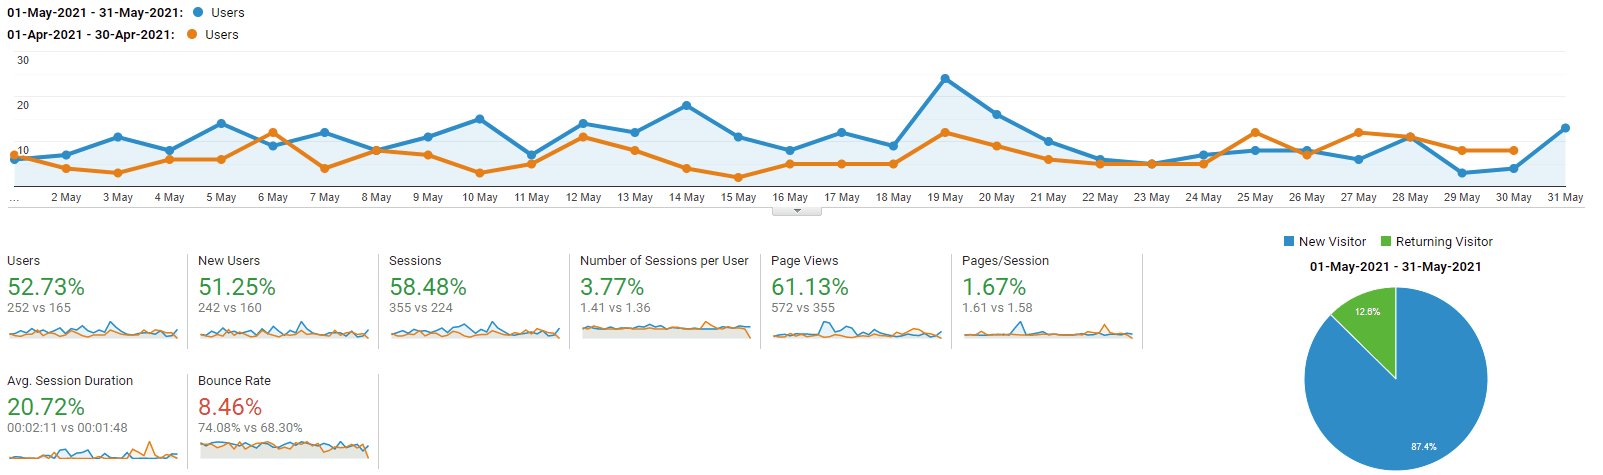 01-May-2021 - 31-May-2021: Users
01-Apr-2021 - 30-Apr-2021: Users
30
20
10
... 2 May 3 May 4 May 5 May 6 May 7 May 8 May 9 May 10 May 11 May 12 May 13 May 14 May 15 May 16 May 17 May 18 May 19 May 20 May 21 May 22 May 23 May 24 May 25 May 26 May 27 May 28 May 29 May 30 May 31 May
New Visitor Returning Visitor
01-May-2021 - 31-May-2021
12.6%
87.4%
Users
52.73%
252 vs 165
New Users
51.25%
242 vs 160
Sessions
58.48%
355 vs 224
Number of Sessions per User
3.77%
1.41 vs 1.36
Page Views
61.13%
572 vs 355
Pages/Session
1.67%
1.61 vs 1.58
Avg. Session Duration
20.72%
00:02:11 vs 00:01:48
Bounce Rate
8.46%
74.08% vs 68.30%